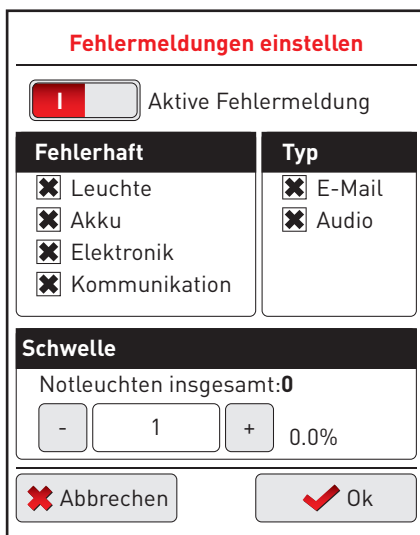 Fehlermeldungen einstellen
I Aktive Fehlermeldung
Fehlerhaft
Leuchte
Akku
Elektronik
Kommunikation
Typ
E-Mail
Audio
Schwelle
Notleuchten insgesamt:0
- 1 + 0.0%
Abbrechen Ok